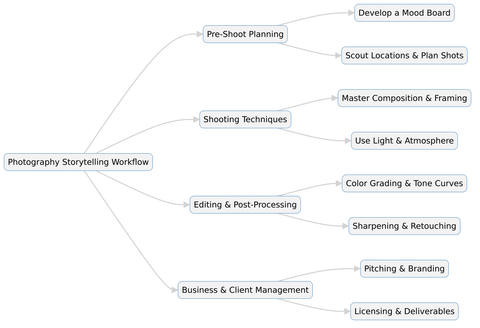 Photography Storytelling Workflow
Pre-Shoot Planning
Develop a Mood Board
Scout Locations & Plan Shots
Shooting Techniques
Master Composition & Framing
Use Light & Atmosphere
Editing & Post-Processing
Color Grading & Tone Curves
Sharpening & Retouching
Business & Client Management
Pitching & Branding
Licensing & Deliverables